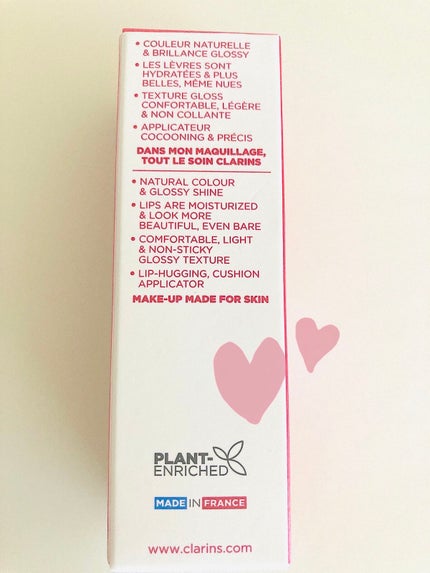 • COULEUR NATURELLE
& BRILLANCE GLOSSY
• LES LÈVRES SONT
HYDRATÉES & PLUS
BELLES, MÊME NUES
• TEXTURE GLOSS
CONFORTABLE, LÉGÈRE
& NON COLLANTE
• APPLICATEUR
COCOONING & PRÉCIS
DANS MON MAQUILLAGE,
TOUT LE SOIN CLARINS
• NATURAL COLOUR
& GLOSSY SHINE
• LIPS ARE MOISTURIZED
& LOOK MORE
BEAUTIFUL, EVEN BARE
• COMFORTABLE, LIGHT
& NON-STICKY
GLOSSY TEXTURE
• LIP-HUGGING, CUSHION
APPLICATOR
MAKE-UP MADE FOR SKIN
PLANT-
ENRICHED
MADE IN FRANCE
www.clarins.com